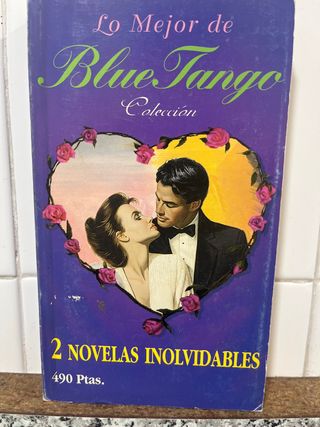 Lo Mejor de
Blue Tango
Colección
2 NOVELAS INOLVIDABLES
490 Ptas.